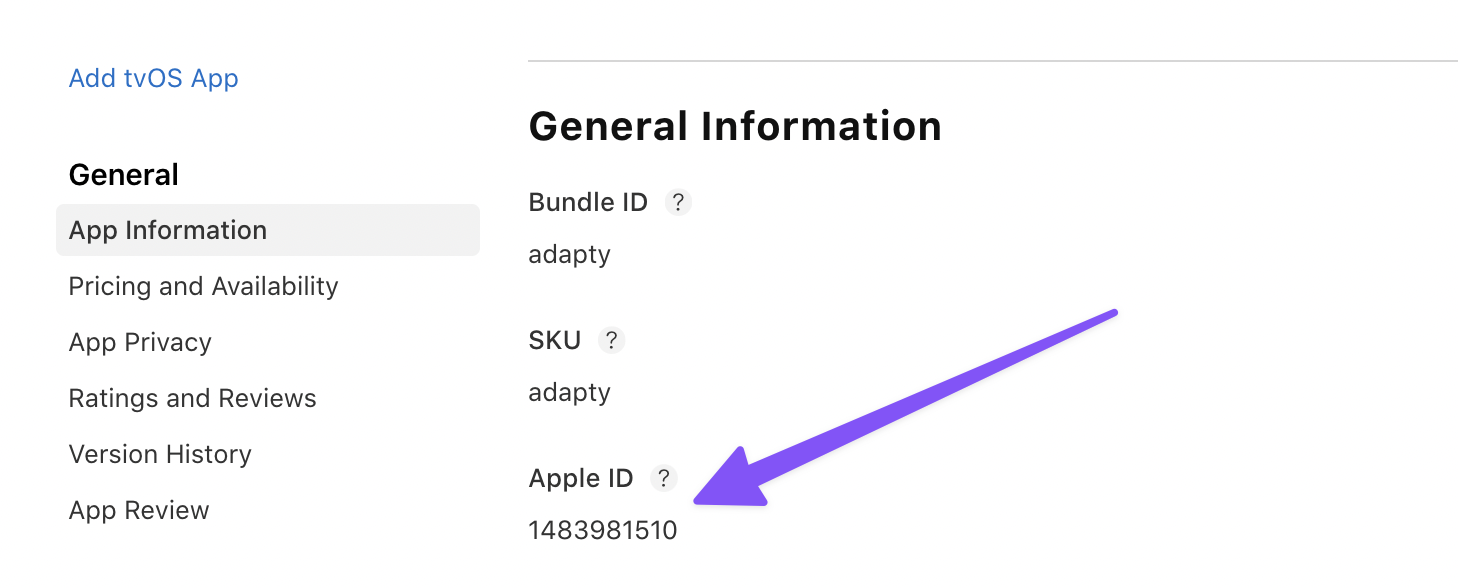 Add tvOS App
General
App Information
Pricing and Availability
App Privacy
Ratings and Reviews
Version History
App Review
General Information
Bundle ID ?
adapty
SKU ?
adapty
Apple ID ?
1483981510